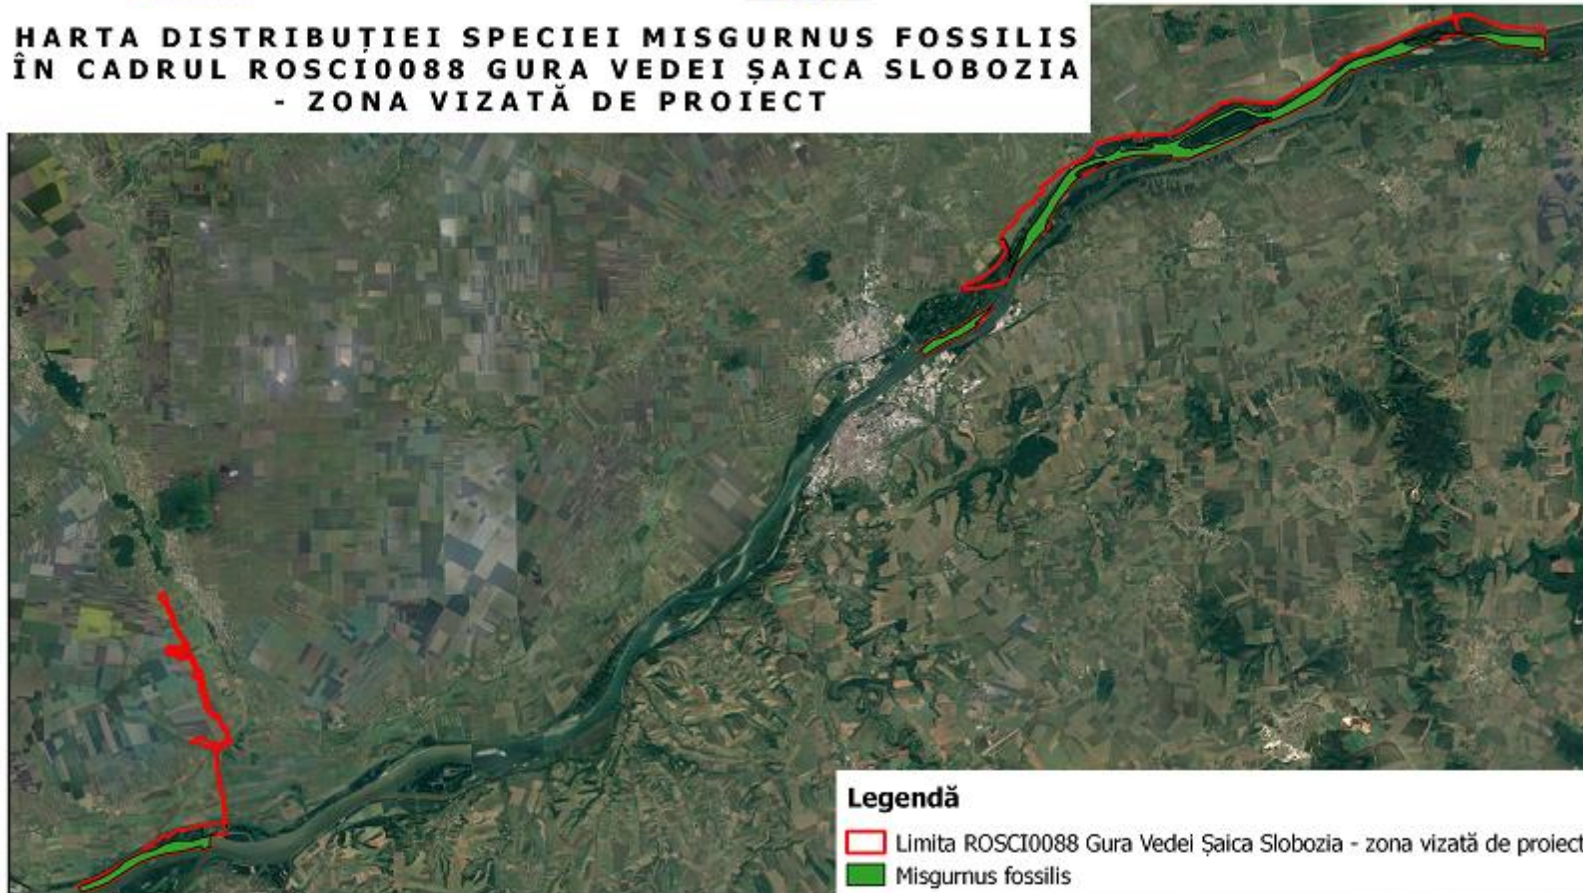 HARTA DISTRIBUȚIEI SPECIEI MISGURNUS FOSSILIS
ÎN CADRUL ROSCI0088 GURA VEDEI ȘAICA SLOBOZIA
- ZONA VIZATĂ DE PROIECT
Legendă
Limita ROSCI0088 Gura Vedei Șaica Slobozia - zona vizată de proiect
Misgurnus fossilis